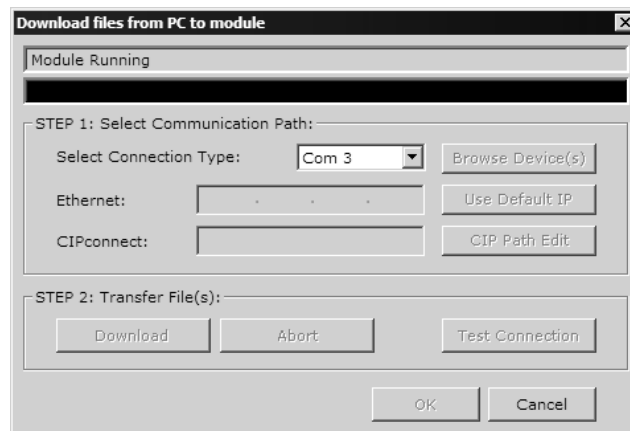 Download files from PC to module
Module Running
STEP 1: Select Communication Path:
Select Connection Type: Com 3 Browse Device(s)
Ethernet: . . . Use Default IP
CIPconnect: CIP Path Edit
STEP 2: Transfer File(s):
Download Abort Test Connection
OK Cancel